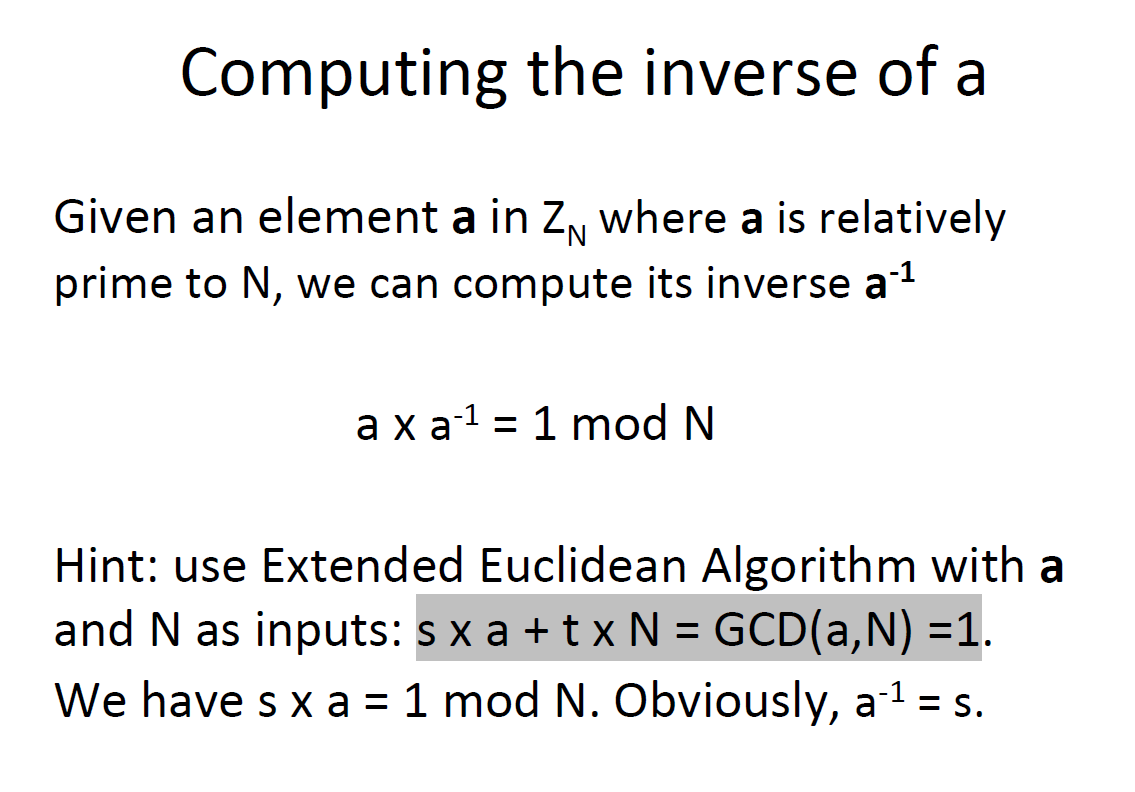 Computing the inverse of a
Given an element a in Z_N where a is relatively
prime to N, we can compute its inverse a⁻¹
a x a⁻¹ = 1 mod N
Hint: use Extended Euclidean Algorithm with a
and N as inputs: s x a + t x N = GCD(a,N) =1.
We have s x a = 1 mod N. Obviously, a⁻¹ = s.